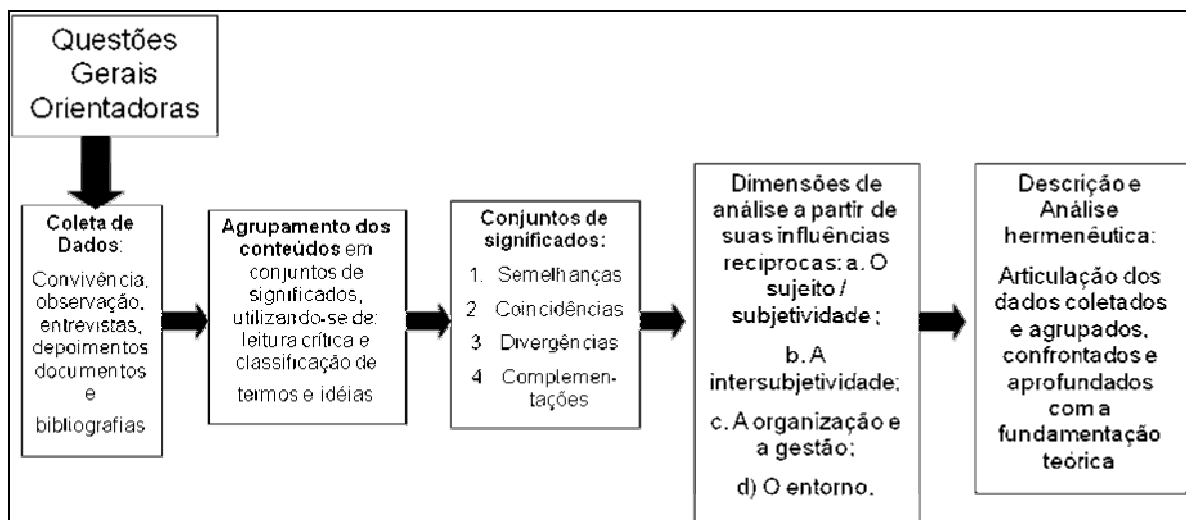 Questões
Gerais
Orientadoras
Coleta de
Dados:
Convivência,
observação,
entrevistas,
depoimentos
documentos
e
bibliografias
Agrupamento dos
conteúdos em
conjuntos de
significados,
utilizando-se de:
leitura crítica e
classificação de
termos e idéias
Conjuntos de
significados:
1. Semelhanças
2 Coincidências
3 Divergências
4 Complemen-
tações
Dimensões de
análise a partir de
suas influências
reciprocas: a. O
sujeito /
subjetividade;
b. A
intersubjetividade;
c. A organização e
a gestão;
d) O entorno.
Descrição e
Análise
hermenêutica:
Articulação dos
dados coletados
e agrupados,
confrontados e
aprofundados
com a
fundamentação
teórica